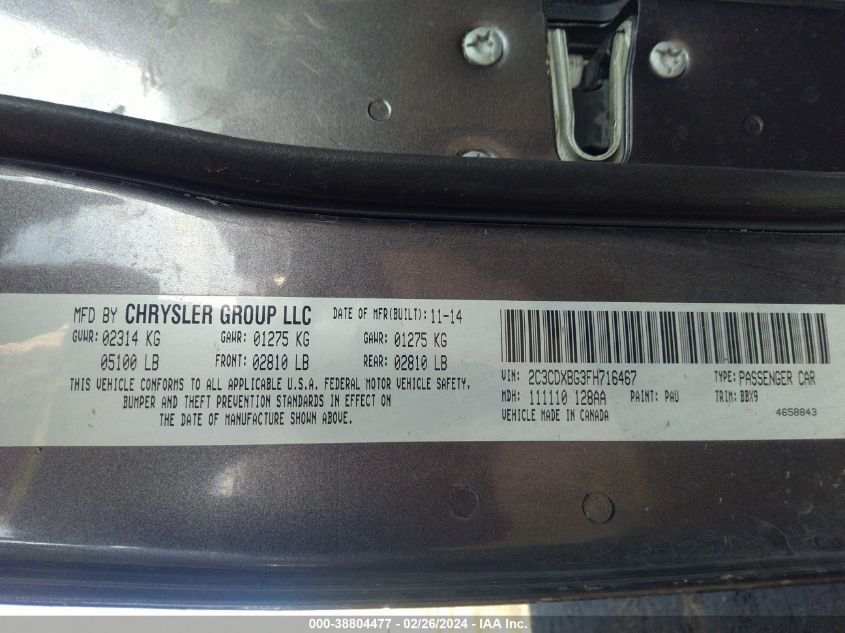 MFD BY CHRYSLER GROUP LLC DATE OF MFR(BUILT): 11-14
GVWR: 02314 KG GAWR: 01275 KG GAWR: 01275 KG
05100 LB FRONT: 02810 LB REAR: 02810 LB
THIS VEHICLE CONFORMS TO ALL APPLICABLE U.S.A. FEDERAL MOTOR VEHICLE SAFETY,
BUMPER AND THEFT PREVENTION STANDARDS IN EFFECT ON
THE DATE OF MANUFACTURE SHOWN ABOVE.
VIN: 2C3CDXBG3FH716467 TYPE: PASSENGER CAR
MDH: 111110 128AA PAINT: PAU TRIM: BBX9
VEHICLE MADE IN CANADA 4658843
000-38804477 - 02/26/2024 - IAA Inc.